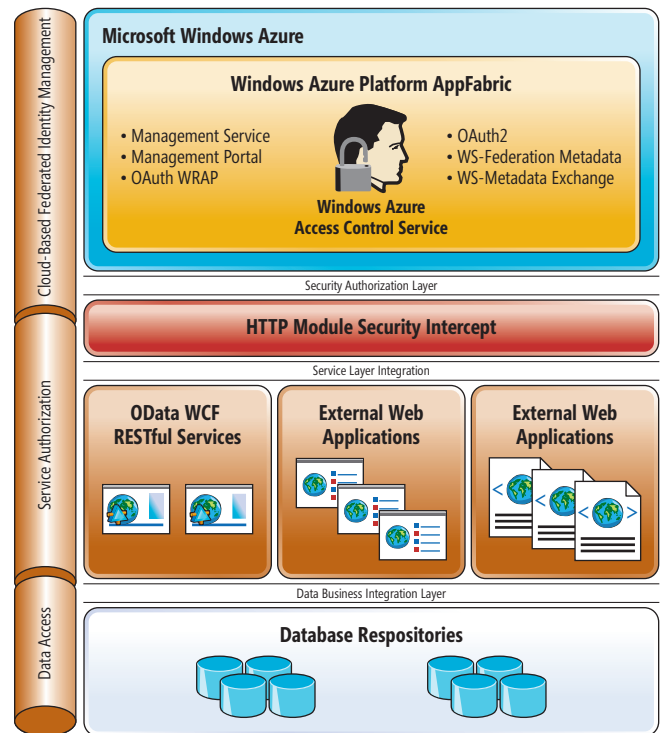 Cloud-Based Federated Identity Management
Service Authorization
Data Access
Microsoft Windows Azure
Windows Azure Platform AppFabric
• Management Service
• Management Portal
• OAuth WRAP
• OAuth2
• WS-Federation Metadata
• WS-Metadata Exchange
Windows Azure
Access Control Service
Security Authorization Layer
HTTP Module Security Intercept
Service Layer Integration
OData WCF
RESTful Services
External Web
Applications
External Web
Applications
< >
< >
< >
Data Business Integration Layer
Database Respositories